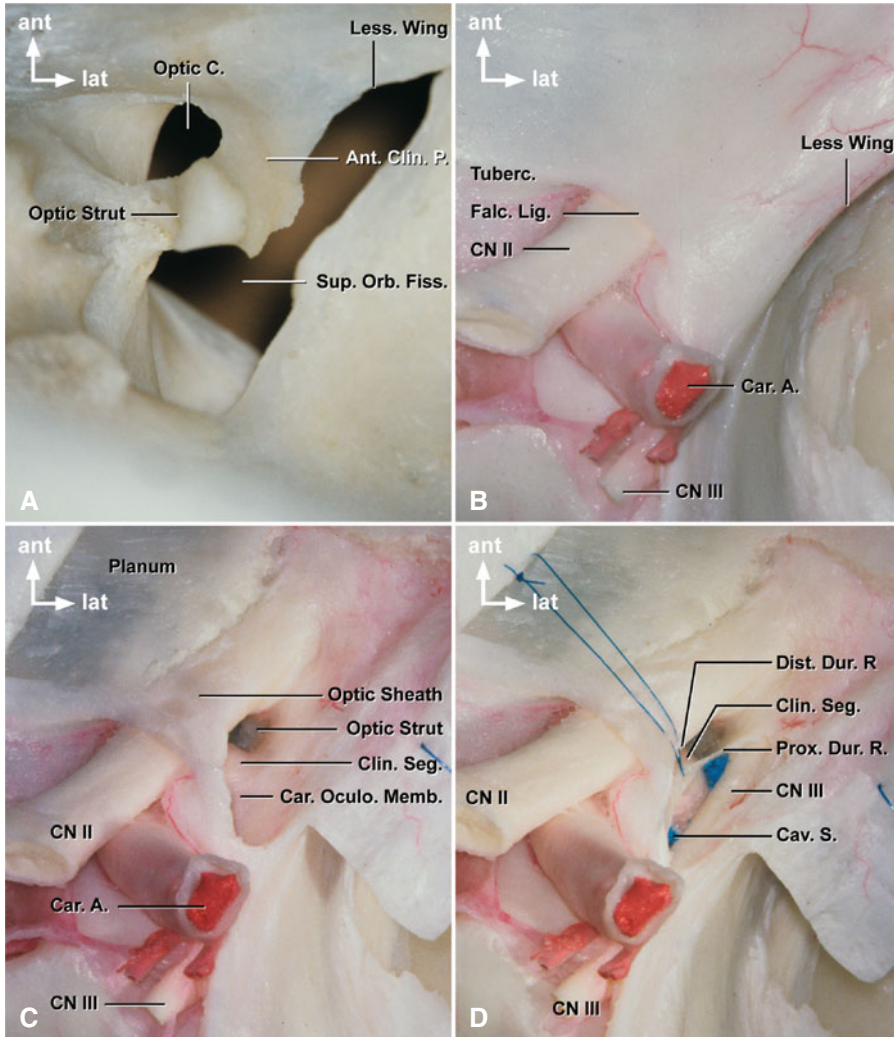 ant
lat
Less. Wing
Optic C.
Ant. Clin. P.
Optic Strut
Sup. Orb. Fiss.
A
ant
lat
Less Wing
Tuberc.
Falc. Lig.
CN II
Car. A.
CN III
B
ant
lat
Planum
Optic Sheath
Optic Strut
Clin. Seg.
Car. Oculo. Memb.
CN II
Car. A.
CN III
C
ant
lat
Dist. Dur. R
Clin. Seg.
Prox. Dur. R.
CN III
CN II
Cav. S.
CN III
D